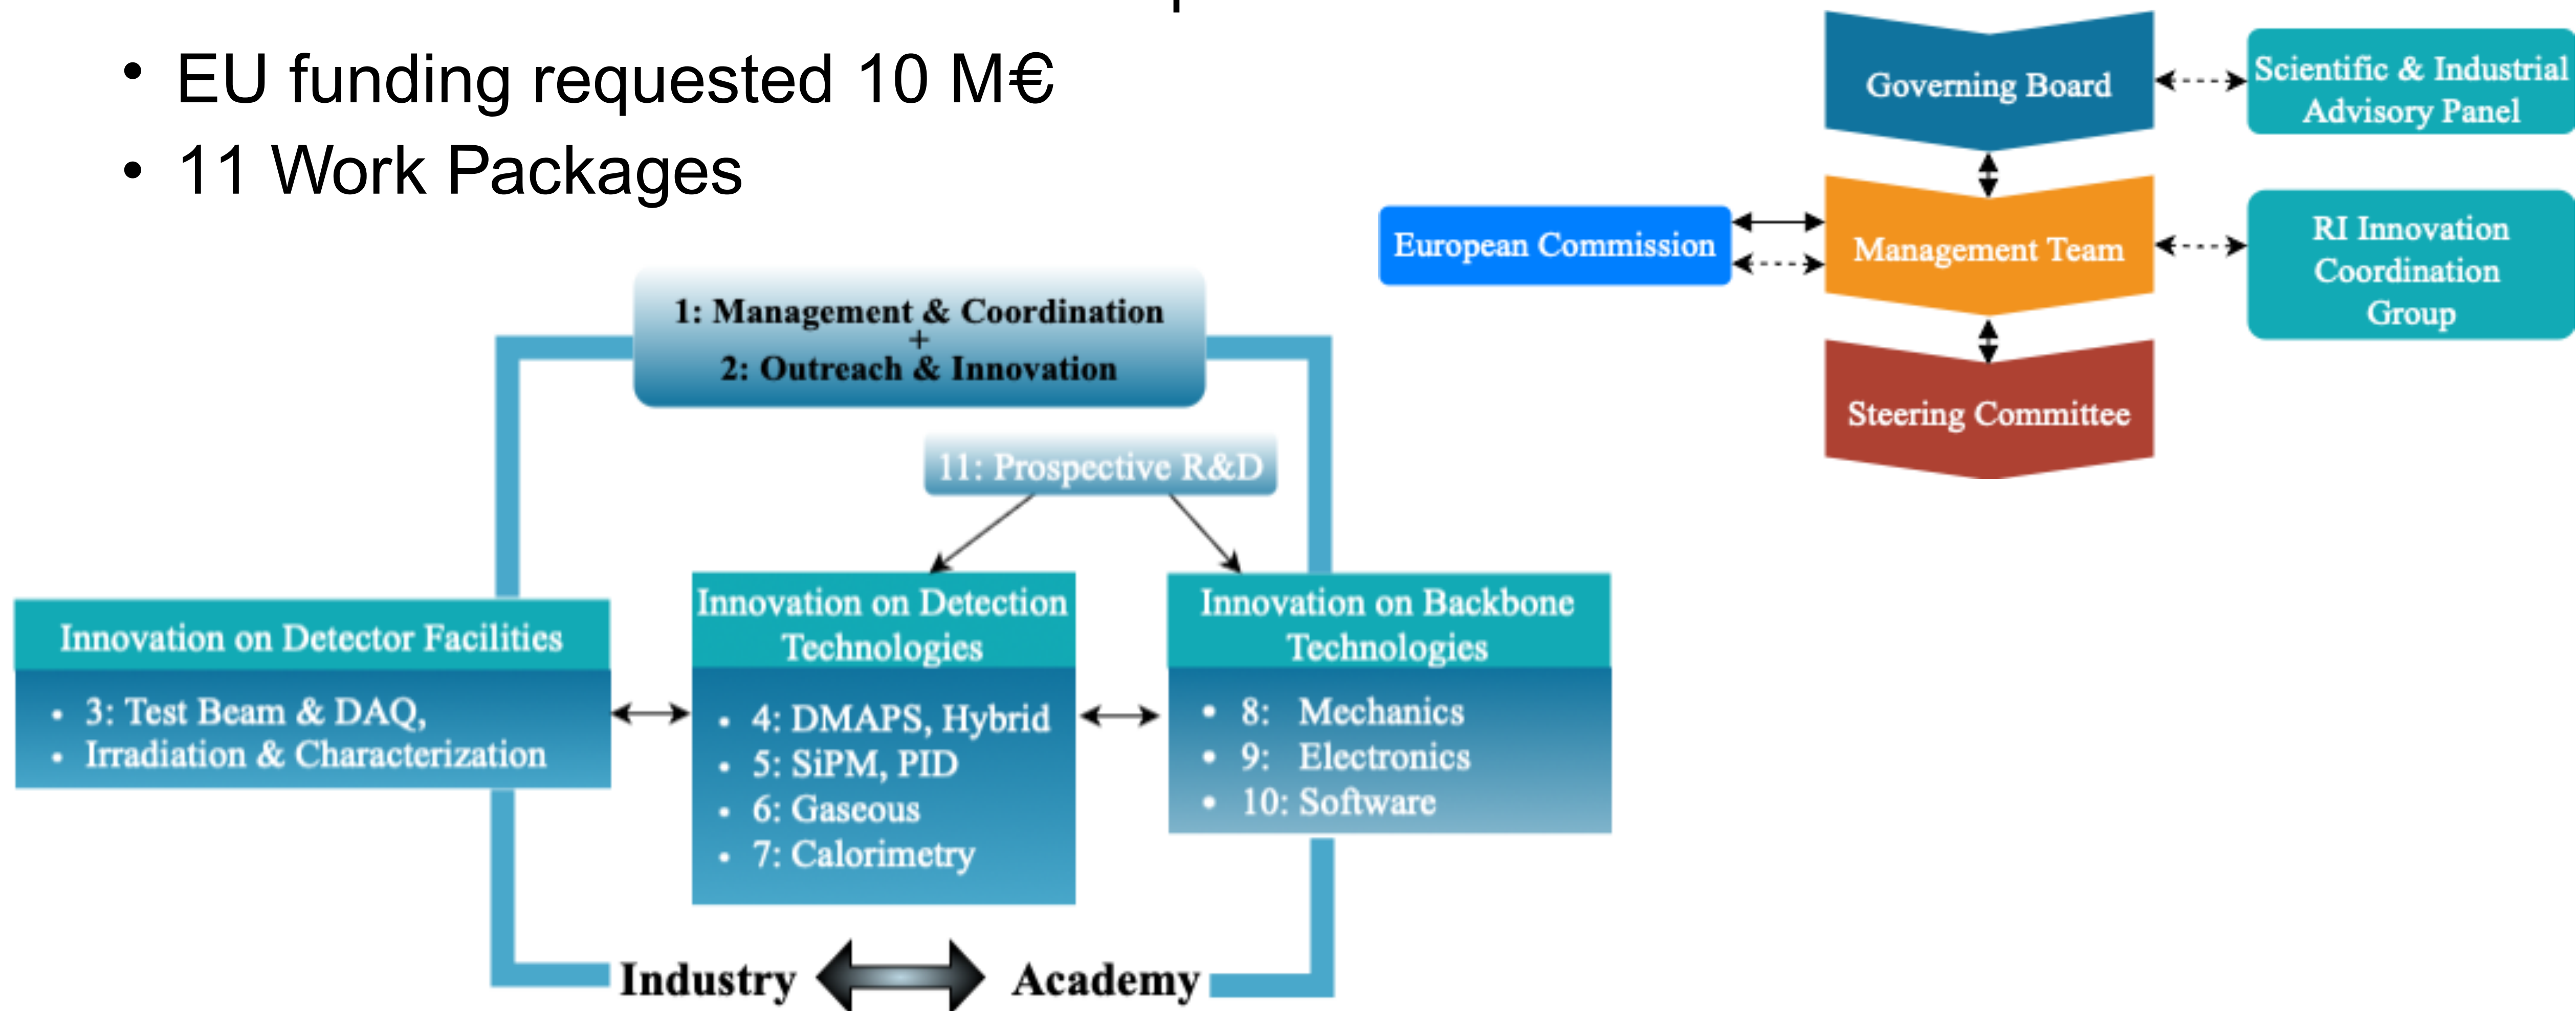 • EU funding requested 10 M€
• 11 Work Packages
Governing Board
Scientific & Industrial
Advisory Panel
European Commission
Management Team
RI Innovation
Coordination
Group
Steering Committee
1: Management & Coordination
+
2: Outreach & Innovation
11: Prospective R&D
Innovation on Detector Facilities
• 3: Test Beam & DAQ,
• Irradiation & Characterization
Innovation on Detection
Technologies
• 4: DMAPS, Hybrid
• 5: SiPM, PID
• 6: Gaseous
• 7: Calorimetry
Innovation on Backbone
Technologies
• 8: Mechanics
• 9: Electronics
• 10: Software
Industry
Academy